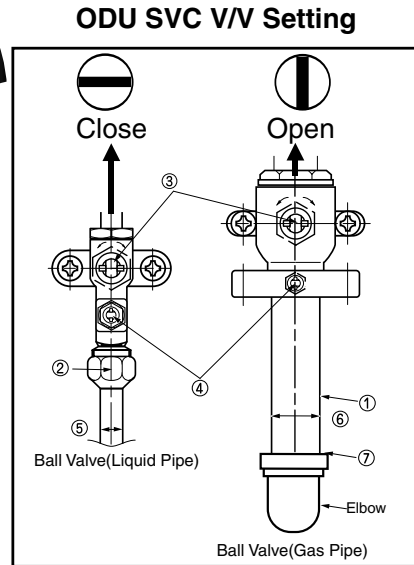 ODU SVC V/V Setting
Close
Open
③
②
④
①
⑤
⑥
⑦
Ball Valve(Liquid Pipe)
Elbow
Ball Valve(Gas Pipe)